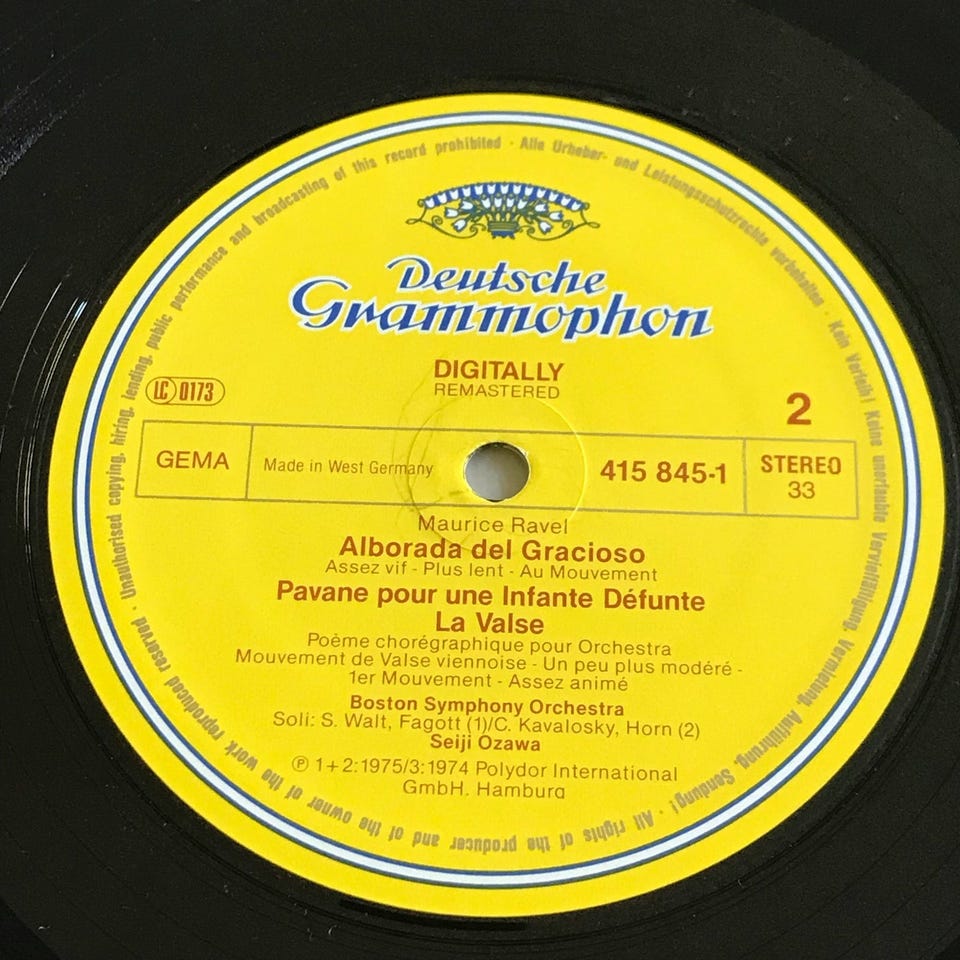 Unauthorised copying, hiring, lending, public performance and broadcasting of this record prohibited · Alle Urheber- und Leistungsschutzrechte vorbehalten · Kein Verleih! Keine unerlaubte Vervielfältigung, Vermietung, Aufführung, Sendung! · All rights of the producer and of the owner of the work reproduced reserved ·
Deutsche
Grammophon
DIGITALLY
REMASTERED
LC 0173
2
GEMA
Made in West Germany
415 845-1
STEREO
33
Maurice Ravel
Alborada del Gracioso
Assez vif - Plus lent - Au Mouvement
Pavane pour une Infante Défunte
La Valse
Poème chorégraphique pour Orchestra
Mouvement de Valse viennoise - Un peu plus modéré -
1er Mouvement - Assez animé
Boston Symphony Orchestra
Soli: S. Walt, Fagott (1)/C. Kavalosky, Horn (2)
Seiji Ozawa
℗ 1+2: 1975/3: 1974 Polydor International
GmbH. Hamburg